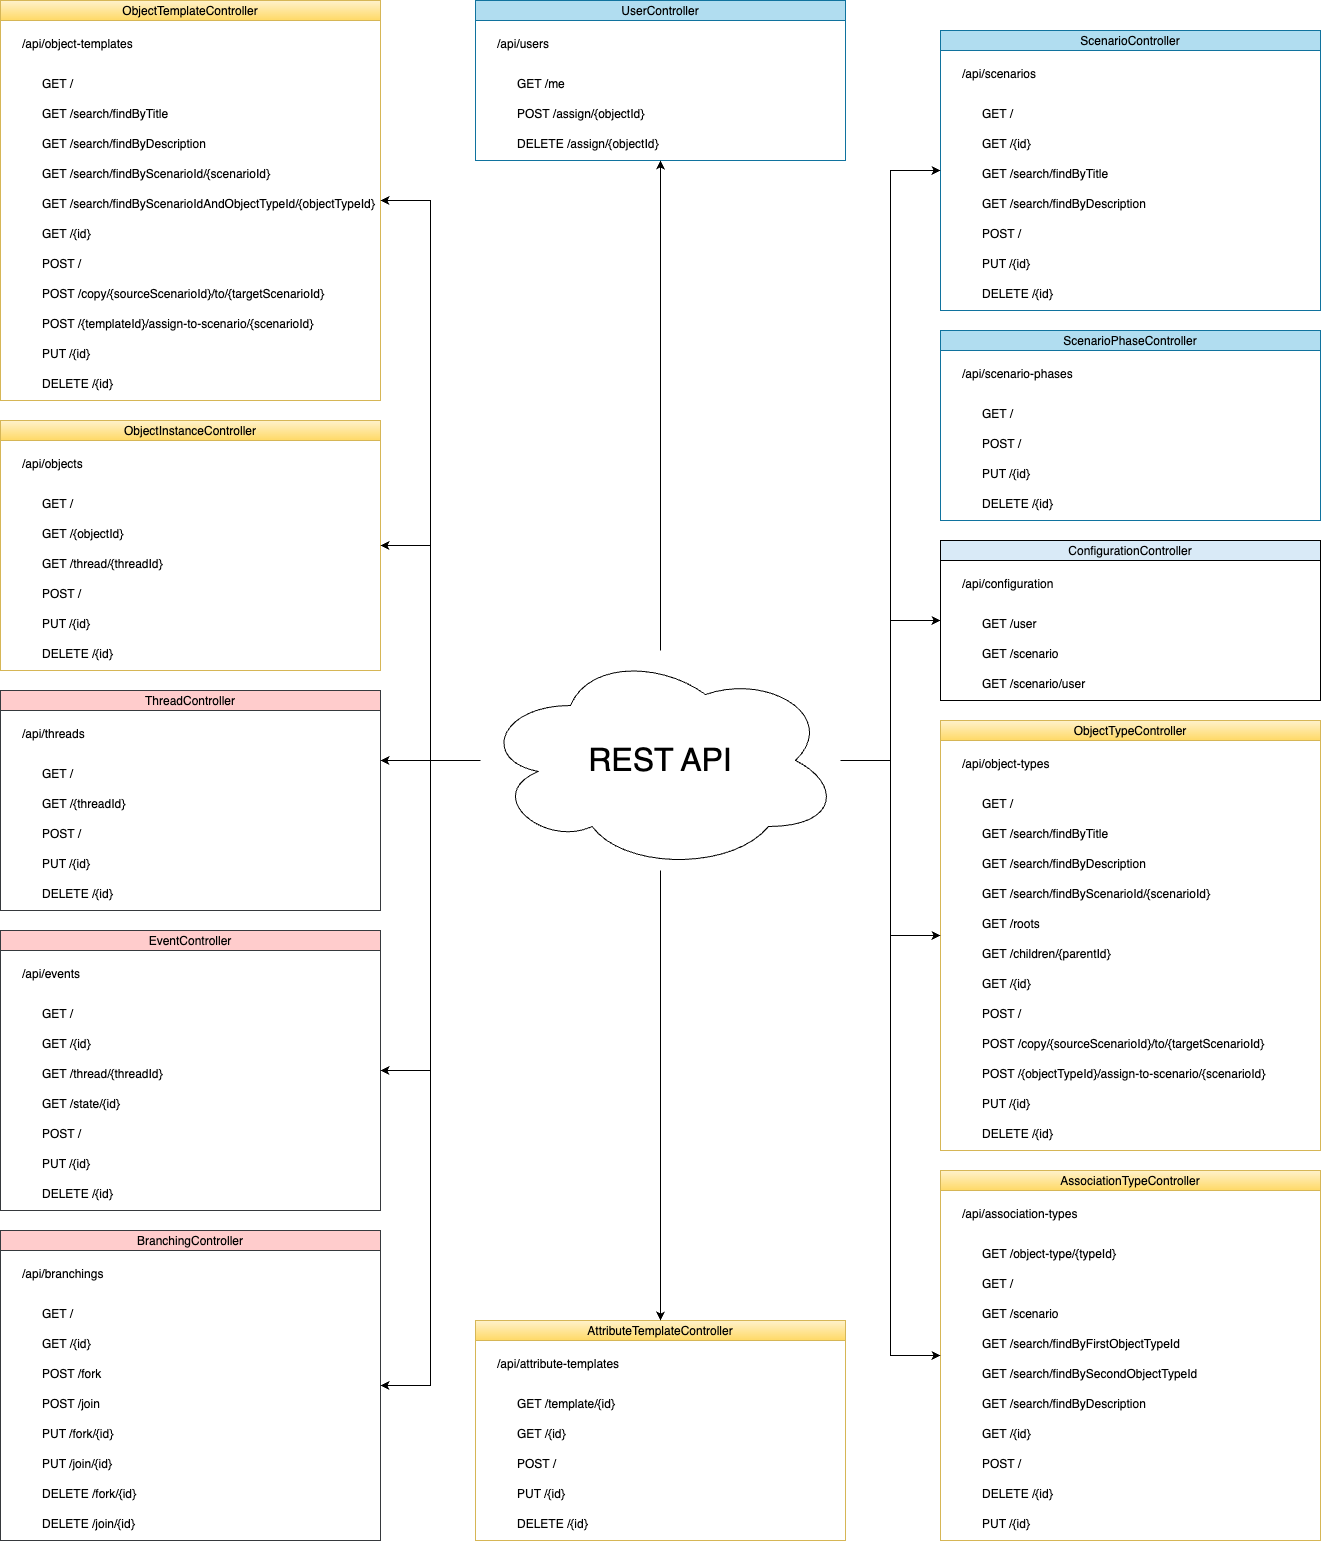 ObjectTemplateController
/api/object-templates
GET /
GET /search/findByTitle
GET /search/findByDescription
GET /search/findByScenarioId/{scenarioId}
GET /search/findByScenarioIdAndObjectTypeId/{objectTypeId}
GET /{id}
POST /
POST /copy/{sourceScenarioId}/to/{targetScenarioId}
POST /{templateId}/assign-to-scenario/{scenarioId}
PUT /{id}
DELETE /{id}
ObjectInstanceController
/api/objects
GET /
GET /{objectId}
GET /thread/{threadId}
POST /
PUT /{id}
DELETE /{id}
ThreadController
/api/threads
GET /
GET /{threadId}
POST /
PUT /{id}
DELETE /{id}
EventController
/api/events
GET /
GET /{id}
GET /thread/{threadId}
GET /state/{id}
POST /
PUT /{id}
DELETE /{id}
BranchingController
/api/branchings
GET /
GET /{id}
POST /fork
POST /join
PUT /fork/{id}
PUT /join/{id}
DELETE /fork/{id}
DELETE /join/{id}
UserController
/api/users
GET /me
POST /assign/{objectId}
DELETE /assign/{objectId}
REST API
AttributeTemplateController
/api/attribute-templates
GET /template/{id}
GET /{id}
POST /
PUT /{id}
DELETE /{id}
ScenarioController
/api/scenarios
GET /
GET /{id}
GET /search/findByTitle
GET /search/findByDescription
POST /
PUT /{id}
DELETE /{id}
ScenarioPhaseController
/api/scenario-phases
GET /
POST /
PUT /{id}
DELETE /{id}
ConfigurationController
/api/configuration
GET /user
GET /scenario
GET /scenario/user
ObjectTypeController
/api/object-types
GET /
GET /search/findByTitle
GET /search/findByDescription
GET /search/findByScenarioId/{scenarioId}
GET /roots
GET /children/{parentId}
GET /{id}
POST /
POST /copy/{sourceScenarioId}/to/{targetScenarioId}
POST /{objectTypeId}/assign-to-scenario/{scenarioId}
PUT /{id}
DELETE /{id}
AssociationTypeController
/api/association-types
GET /object-type/{typeId}
GET /
GET /scenario
GET /search/findByFirstObjectTypeId
GET /search/findBySecondObjectTypeId
GET /search/findByDescription
GET /{id}
POST /
DELETE /{id}
PUT /{id}